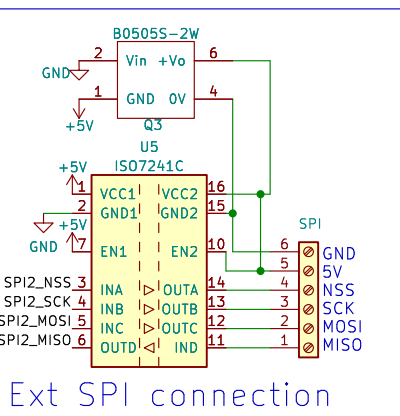 B0505S-2W
2 Vin +Vo 6
GND
1 GND 0V 4
+5V
Q3
U5
ISO7241C
+5V
1 VCC1 VCC2 16
2 GND1 GND2 15
+5V
GND
7 EN1 EN2 10
SPI2_NSS 3 INA OUTA 14
SPI2_SCK 4 INB OUTB 13
SPI2_MOSI 5 INC OUTC 12
SPI2_MISO 6 OUTD IND 11
SPI
6 GND
5 5V
4 NSS
3 SCK
2 MOSI
1 MISO
Ext SPI connection